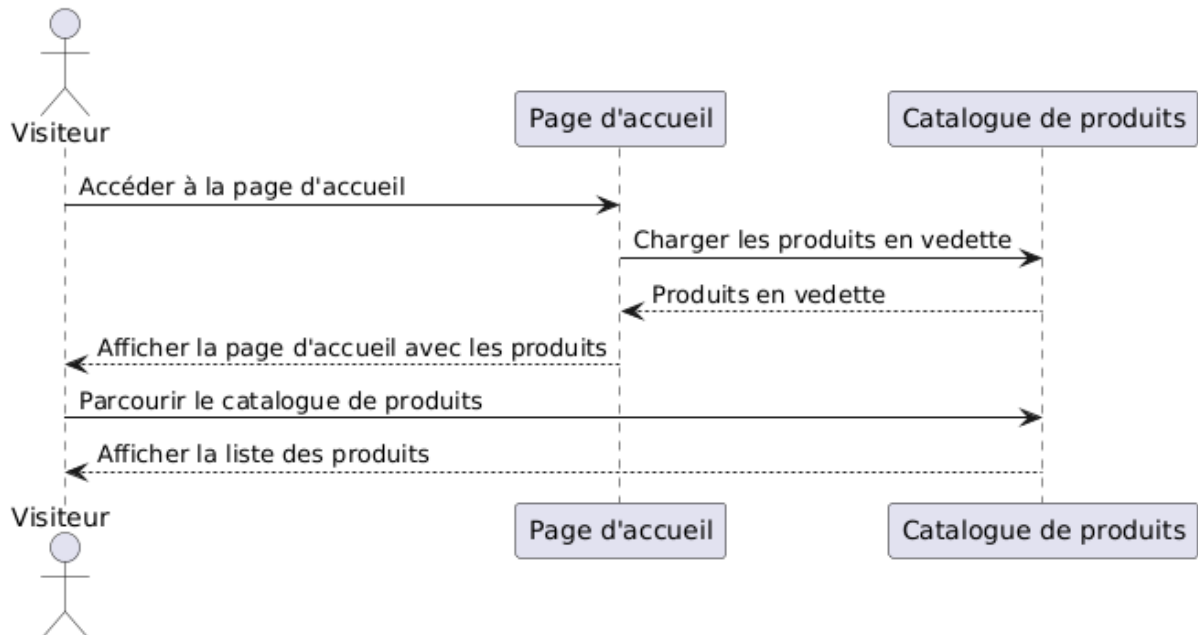 Visiteur
Page d'accueil
Catalogue de produits
Accéder à la page d'accueil
Charger les produits en vedette
Produits en vedette
Afficher la page d'accueil avec les produits
Parcourir le catalogue de produits
Afficher la liste des produits
Visiteur
Page d'accueil
Catalogue de produits